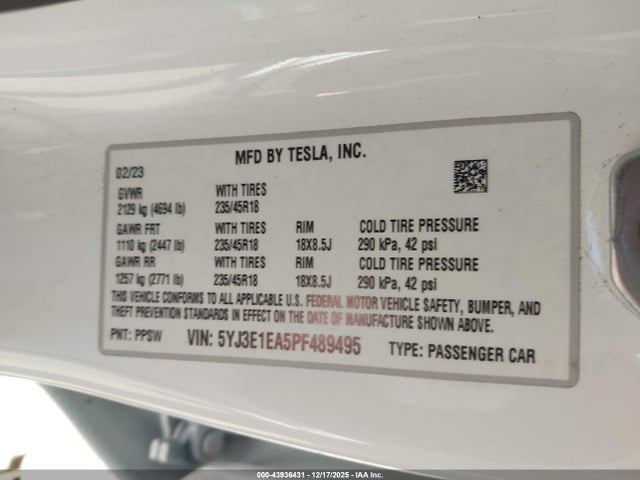 MFD BY TESLA, INC.
02/23
GVWR WITH TIRES
2129 kg (4694 lb) 235/45R18
GAWR FRT WITH TIRES RIM COLD TIRE PRESSURE
1110 kg (2447 lb) 235/45R18 18X8.5J 290 kPa, 42 psi
GAWR RR WITH TIRES RIM COLD TIRE PRESSURE
1257 kg (2771 lb) 235/45R18 18X8.5J 290 kPa, 42 psi
THIS VEHICLE CONFORMS TO ALL APPLICABLE U.S. FEDERAL MOTOR VEHICLE SAFETY, BUMPER, AND
THEFT PREVENTION STANDARDS IN EFFECT ON THE DATE OF MANUFACTURE SHOWN ABOVE.
PNT: PPSW VIN: 5YJ3E1EA5PF489495 TYPE: PASSENGER CAR
000-43936431 - 12/17/2025 - IAA Inc.